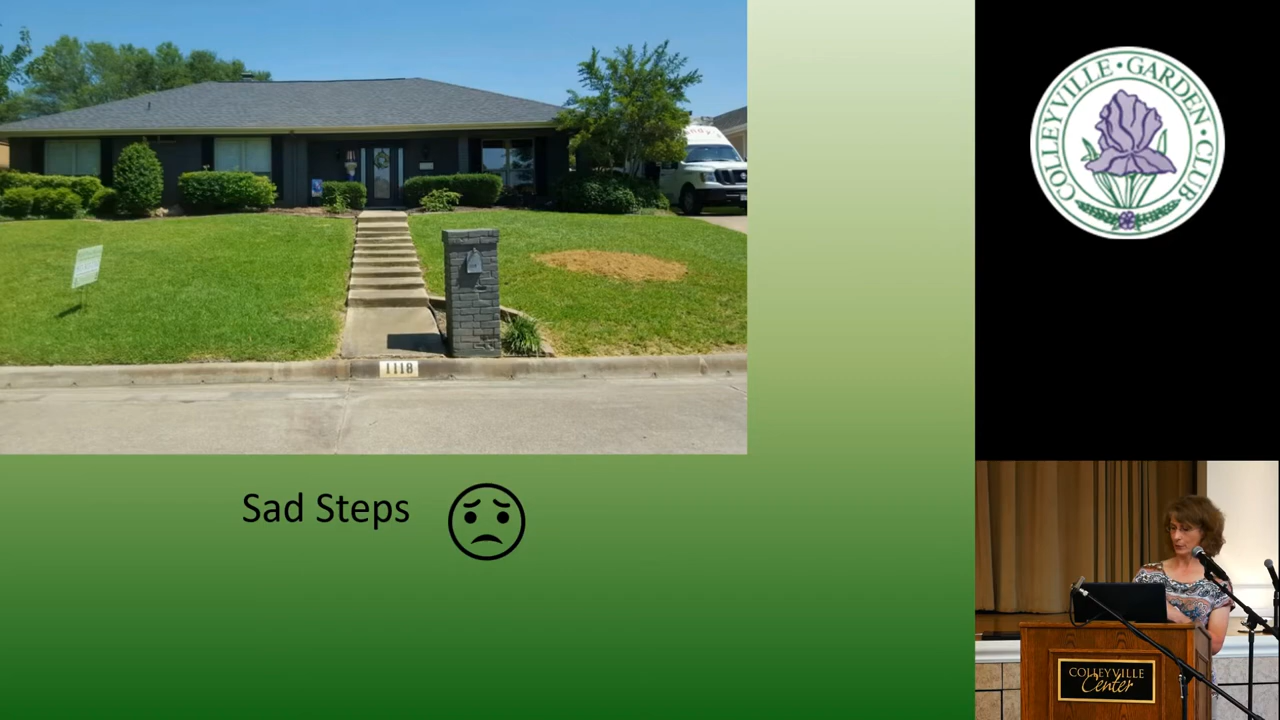 1118
Sad Steps
COLLEYVILLE • GARDEN • CLUB
COLLEYVILLE
Center